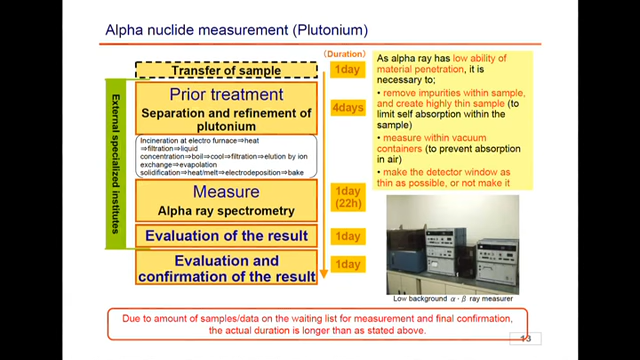 Alpha nuclide measurement (Plutonium)
(Duration)
Transfer of sample
1day
External specialized institutes
Prior treatment
Separation and refinement of
plutonium
4days
Incineration at electro furnace⇒heat
⇒filtration⇒liquid
concentration⇒boil⇒cool⇒filtration⇒elution by ion
exchange⇒evapolation
solidification⇒heat/melt⇒electrodeposition⇒bake
Measure
Alpha ray spectrometry
1day
(22h)
Evaluation of the result
1day
Evaluation and
confirmation of the result
1day
As alpha ray has low ability of
material penetration, it is
necessary to;
• remove impurities within sample,
and create highly thin sample (to
limit self absorption within the
sample)
• measure within vacuum
containers (to prevent absorption
in air)
• make the detector window as
thin as possible, or not make it
Low background α・β ray measurer
Due to amount of samples/data on the waiting list for measurement and final confirmation,
the actual duration is longer than as stated above.